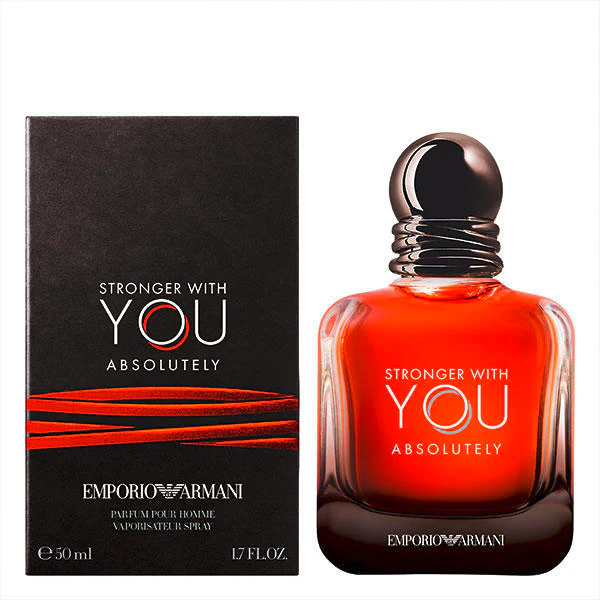 STRONGER WITH
YOU
ABSOLUTELY
EMPORIO ARMANI
PARFUM POUR HOMME
VAPORISATEUR SPRAY
℮ 50 ml 1.7 FL.OZ.
STRONGER WITH
YOU
ABSOLUTELY
EMPORIO ARMANI